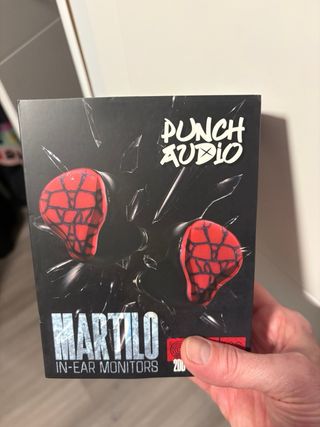 PUNCH
AUDIO
MARTILO
IN-EAR MONITORS